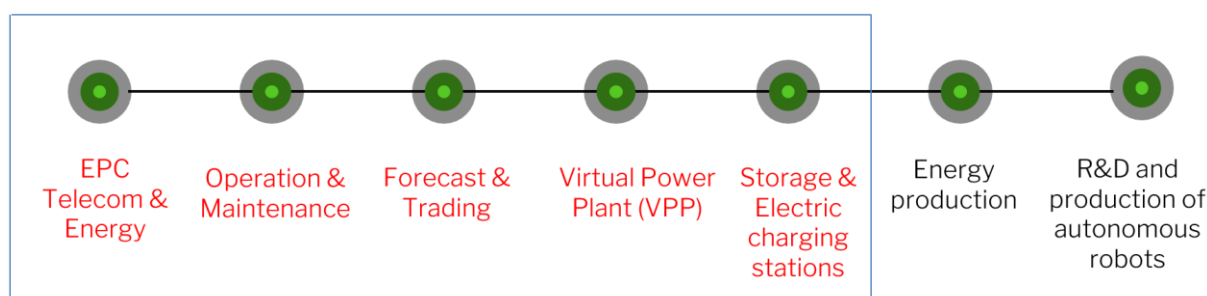 EPC
Telecom &
Energy
Operation &
Maintenance
Forecast &
Trading
Virtual Power
Plant (VPP)
Storage &
Electric
charging
stations
Energy
production
R&D and
production of
autonomous
robots